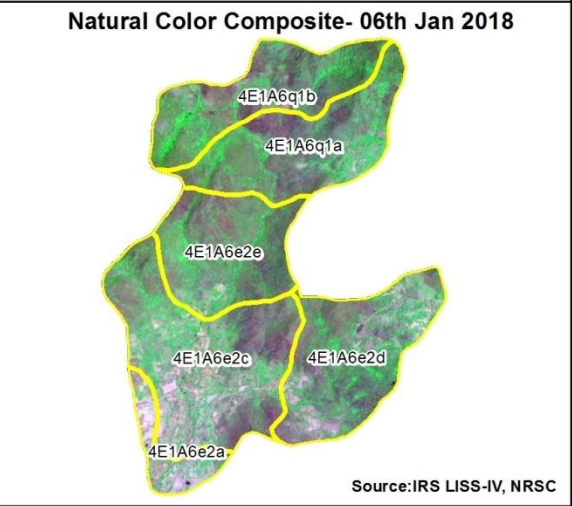 Natural Color Composite- 06th Jan 2018
4E1A6q1b
4E1A6q1a
4E1A6e2e
4E1A6e2c
4E1A6e2d
4E1A6e2a
Source:IRS LISS-IV, NRSC